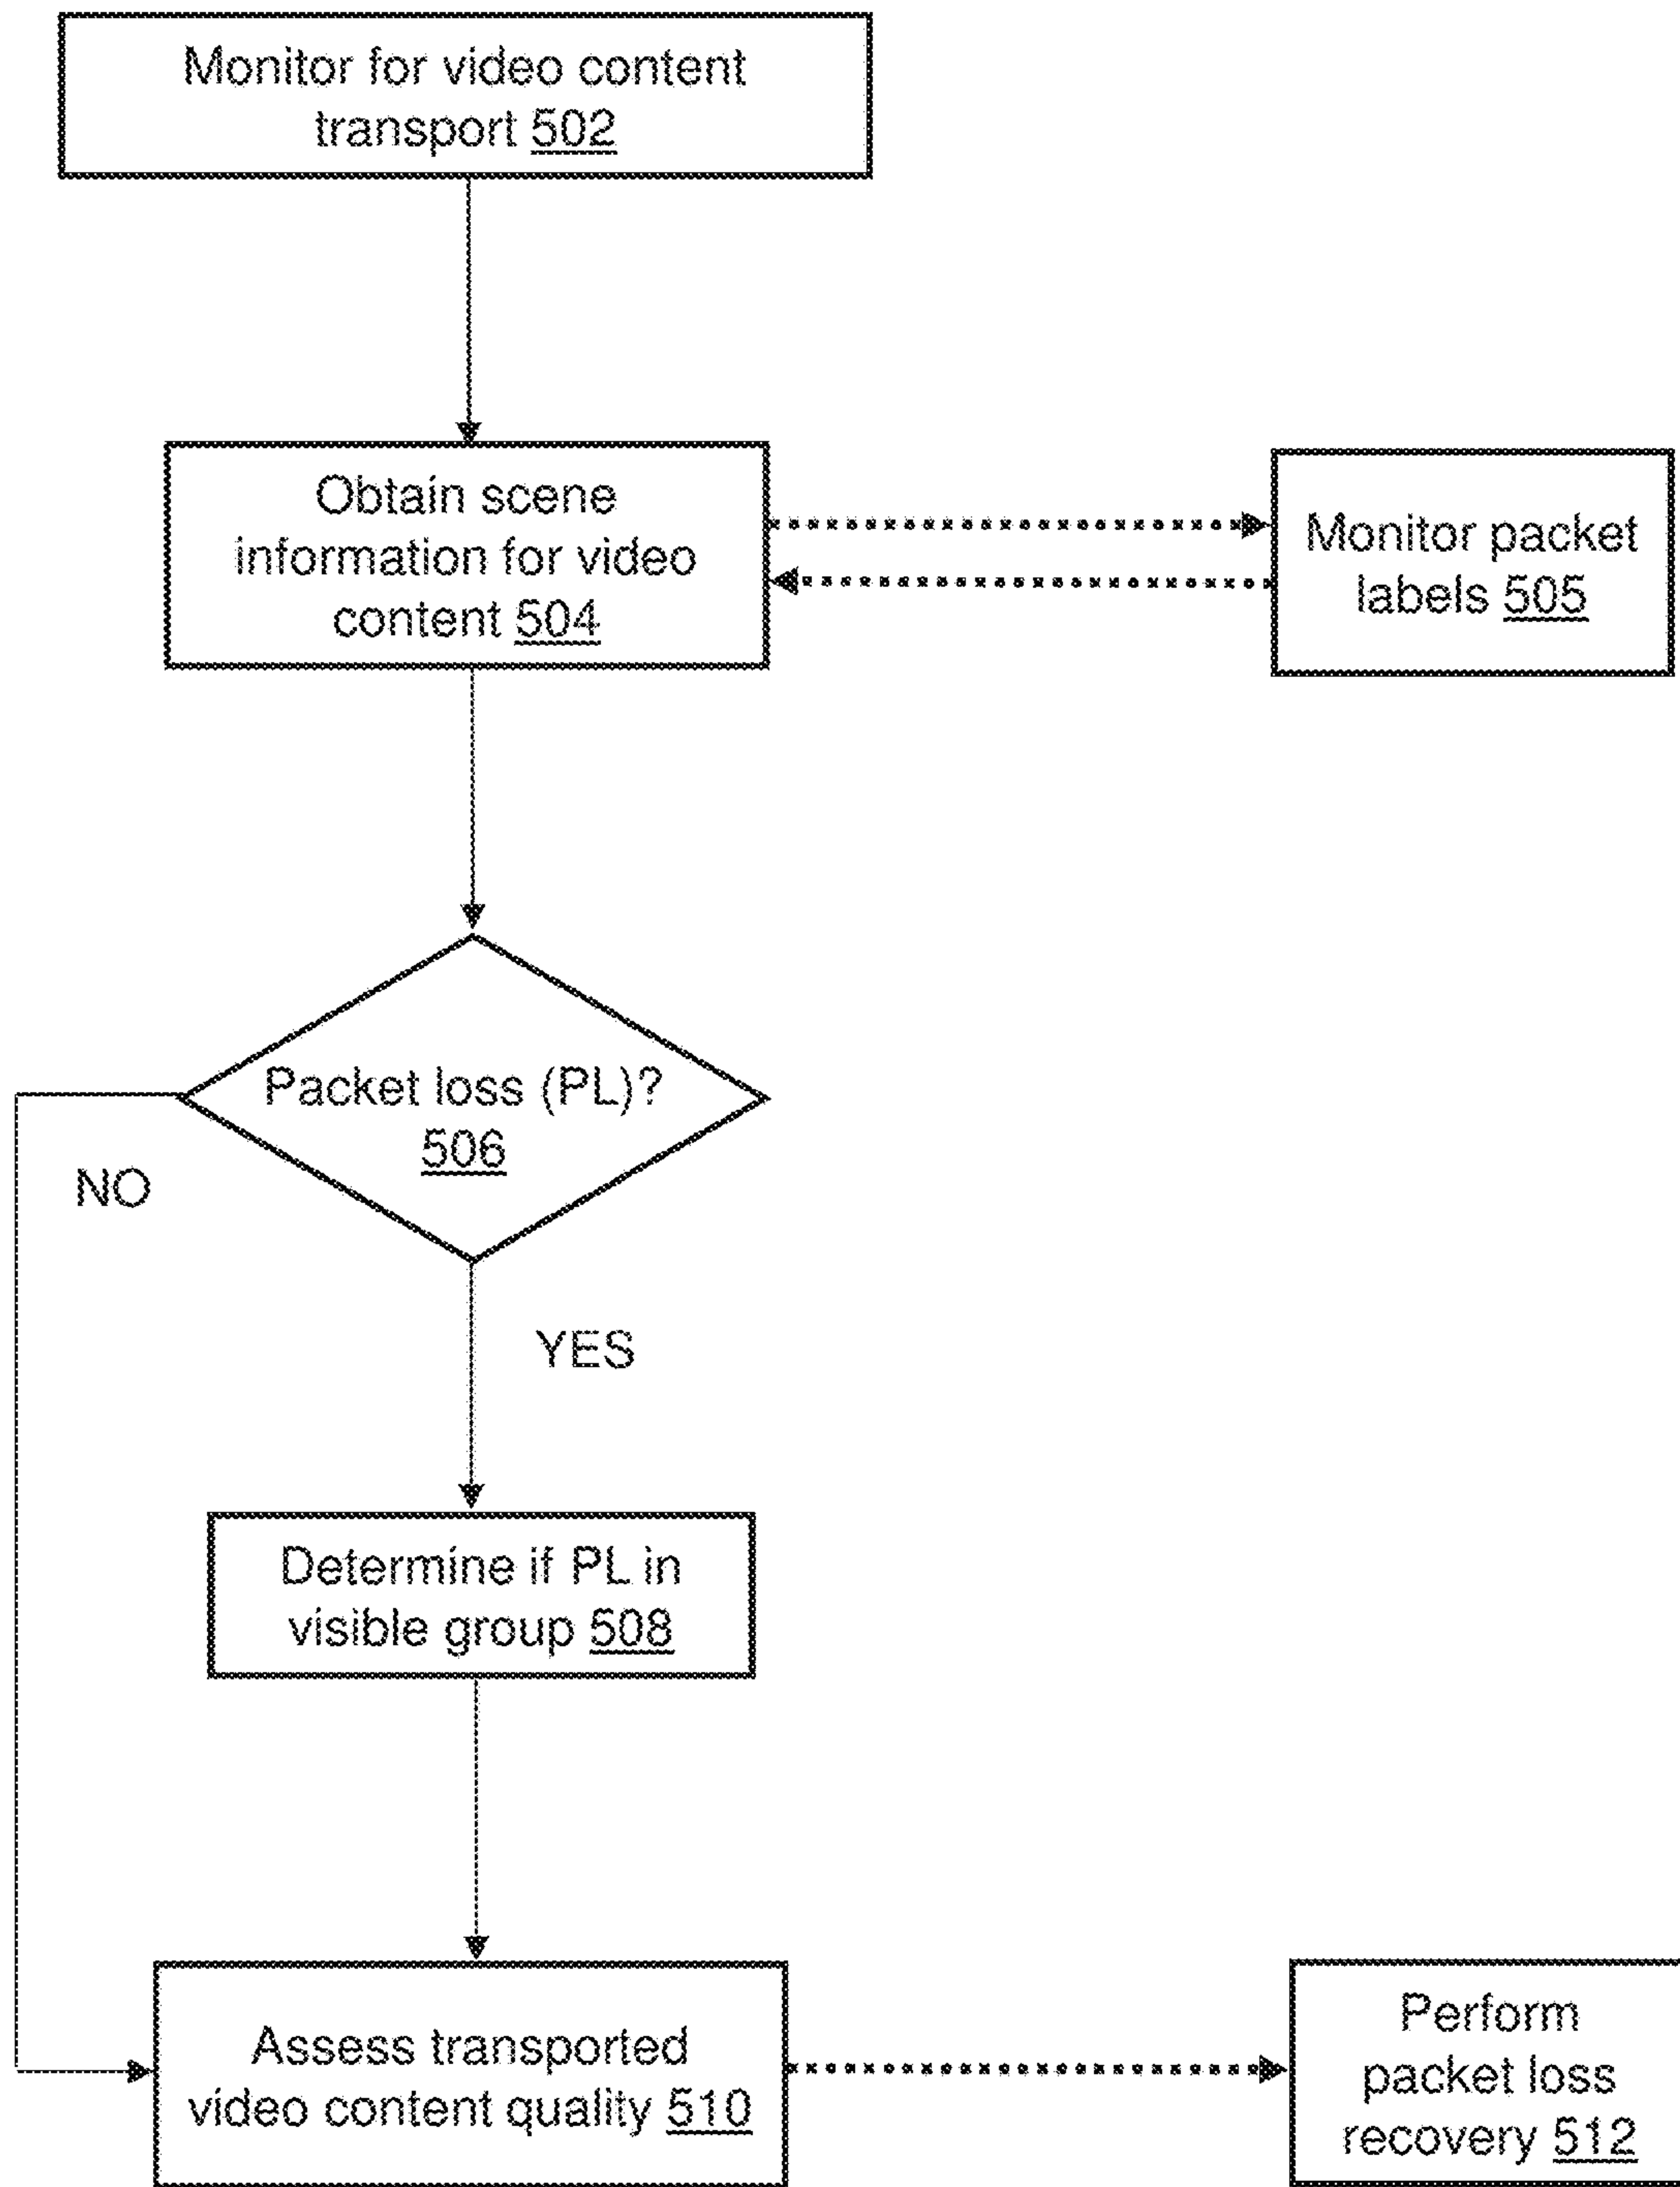 Monitor for video content
transport 502
Obtain scene
information for video
content 504
Monitor packet
labels 505
Packet loss (PL)?
506
NO
YES
Determine if PL in
visible group 508
Assess transported
video content quality 510
Perform
packet loss
recovery 512